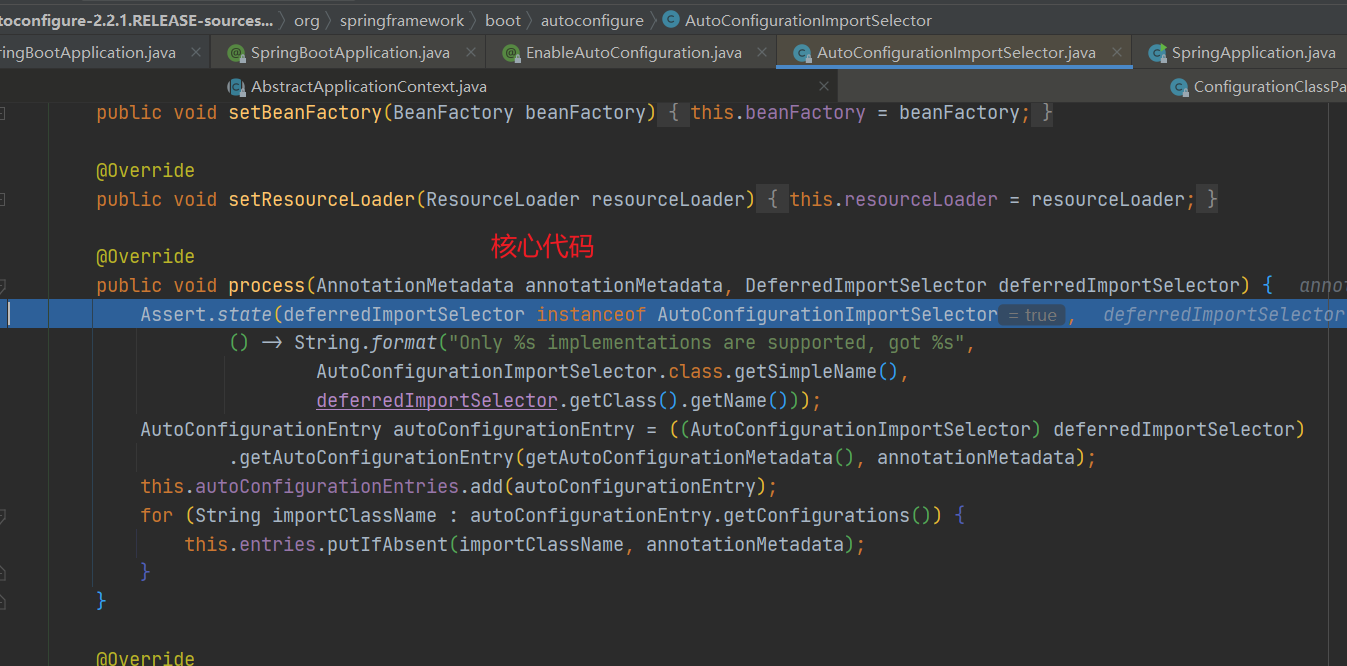 toconfigure-2.2.1.RELEASE-sources... 〉 org 〉 springframework 〉 boot 〉 autoconfigure 〉 AutoConfigurationImportSelector
ringBootApplication.java × SpringBootApplication.java × EnableAutoConfiguration.java × AutoConfigurationImportSelector.java × SpringApplication.java
AbstractApplicationContext.java × ConfigurationClassPa
public void setBeanFactory(BeanFactory beanFactory) { this.beanFactory = beanFactory; }
@Override
public void setResourceLoader(ResourceLoader resourceLoader) { this.resourceLoader = resourceLoader; }
核心代码
@Override
public void process(AnnotationMetadata annotationMetadata, DeferredImportSelector deferredImportSelector) { anno
Assert.state(deferredImportSelector instanceof AutoConfigurationImportSelector = true , deferredImportSelector
() -> String.format("Only %s implementations are supported, got %s",
AutoConfigurationImportSelector.class.getSimpleName(),
deferredImportSelector.getClass().getName()));
AutoConfigurationEntry autoConfigurationEntry = ((AutoConfigurationImportSelector) deferredImportSelector)
.getAutoConfigurationEntry(getAutoConfigurationMetadata(), annotationMetadata);
this.autoConfigurationEntries.add(autoConfigurationEntry);
for (String importClassName : autoConfigurationEntry.getConfigurations()) {
this.entries.putIfAbsent(importClassName, annotationMetadata);
}
}
@Override